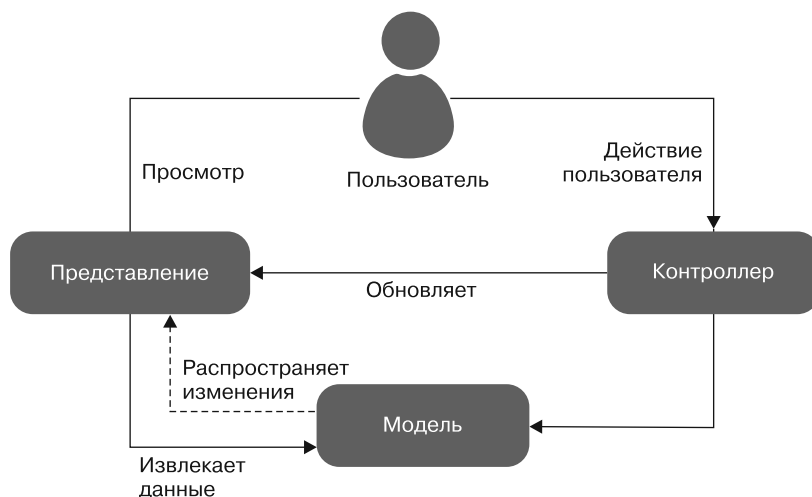 Просмотр
Пользователь
Действие
пользователя
Представление
Обновляет
Контроллер
Распространяет
изменения
Модель
Извлекает
данные